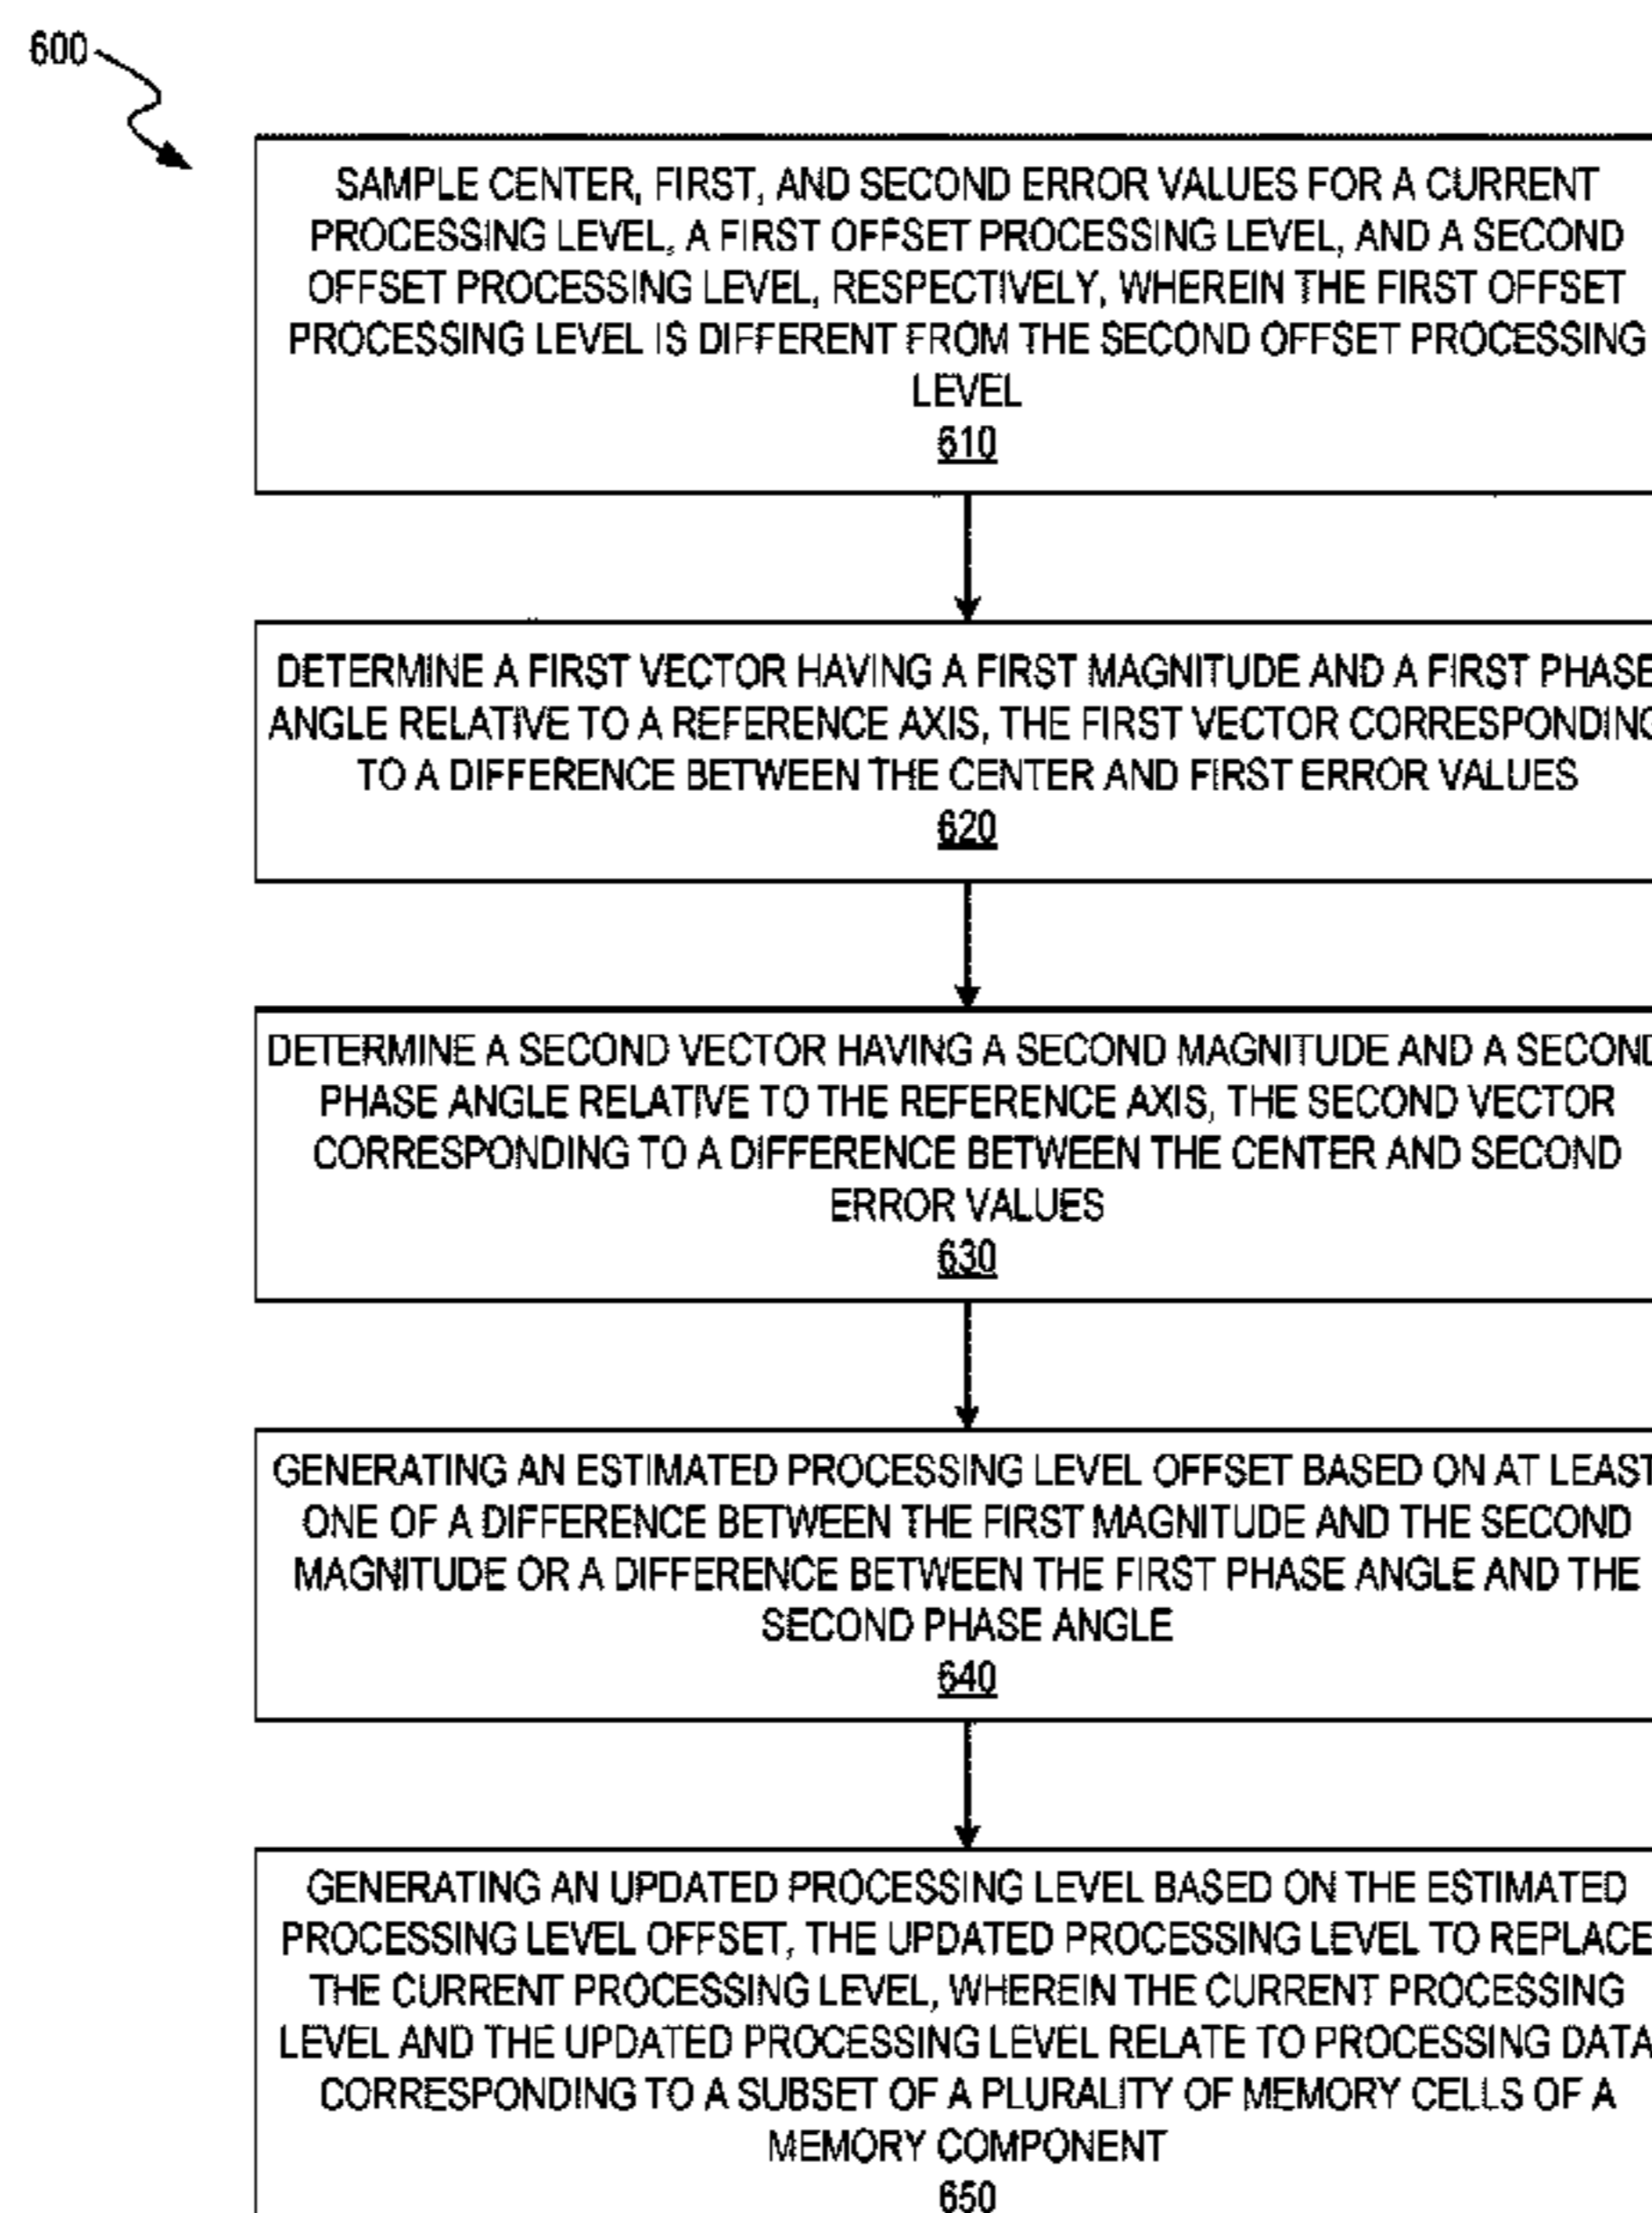 600
SAMPLE CENTER, FIRST, AND SECOND ERROR VALUES FOR A CURRENT
PROCESSING LEVEL, A FIRST OFFSET PROCESSING LEVEL, AND A SECOND
OFFSET PROCESSING LEVEL, RESPECTIVELY, WHEREIN THE FIRST OFFSET
PROCESSING LEVEL IS DIFFERENT FROM THE SECOND OFFSET PROCESSING
LEVEL
610
DETERMINE A FIRST VECTOR HAVING A FIRST MAGNITUDE AND A FIRST PHASE
ANGLE RELATIVE TO A REFERENCE AXIS, THE FIRST VECTOR CORRESPONDING
TO A DIFFERENCE BETWEEN THE CENTER AND FIRST ERROR VALUES
620
DETERMINE A SECOND VECTOR HAVING A SECOND MAGNITUDE AND A SECOND
PHASE ANGLE RELATIVE TO THE REFERENCE AXIS, THE SECOND VECTOR
CORRESPONDING TO A DIFFERENCE BETWEEN THE CENTER AND SECOND
ERROR VALUES
630
GENERATING AN ESTIMATED PROCESSING LEVEL OFFSET BASED ON AT LEAST
ONE OF A DIFFERENCE BETWEEN THE FIRST MAGNITUDE AND THE SECOND
MAGNITUDE OR A DIFFERENCE BETWEEN THE FIRST PHASE ANGLE AND THE
SECOND PHASE ANGLE
640
GENERATING AN UPDATED PROCESSING LEVEL BASED ON THE ESTIMATED
PROCESSING LEVEL OFFSET, THE UPDATED PROCESSING LEVEL TO REPLACE
THE CURRENT PROCESSING LEVEL, WHEREIN THE CURRENT PROCESSING
LEVEL AND THE UPDATED PROCESSING LEVEL RELATE TO PROCESSING DATA
CORRESPONDING TO A SUBSET OF A PLURALITY OF MEMORY CELLS OF A
MEMORY COMPONENT
650